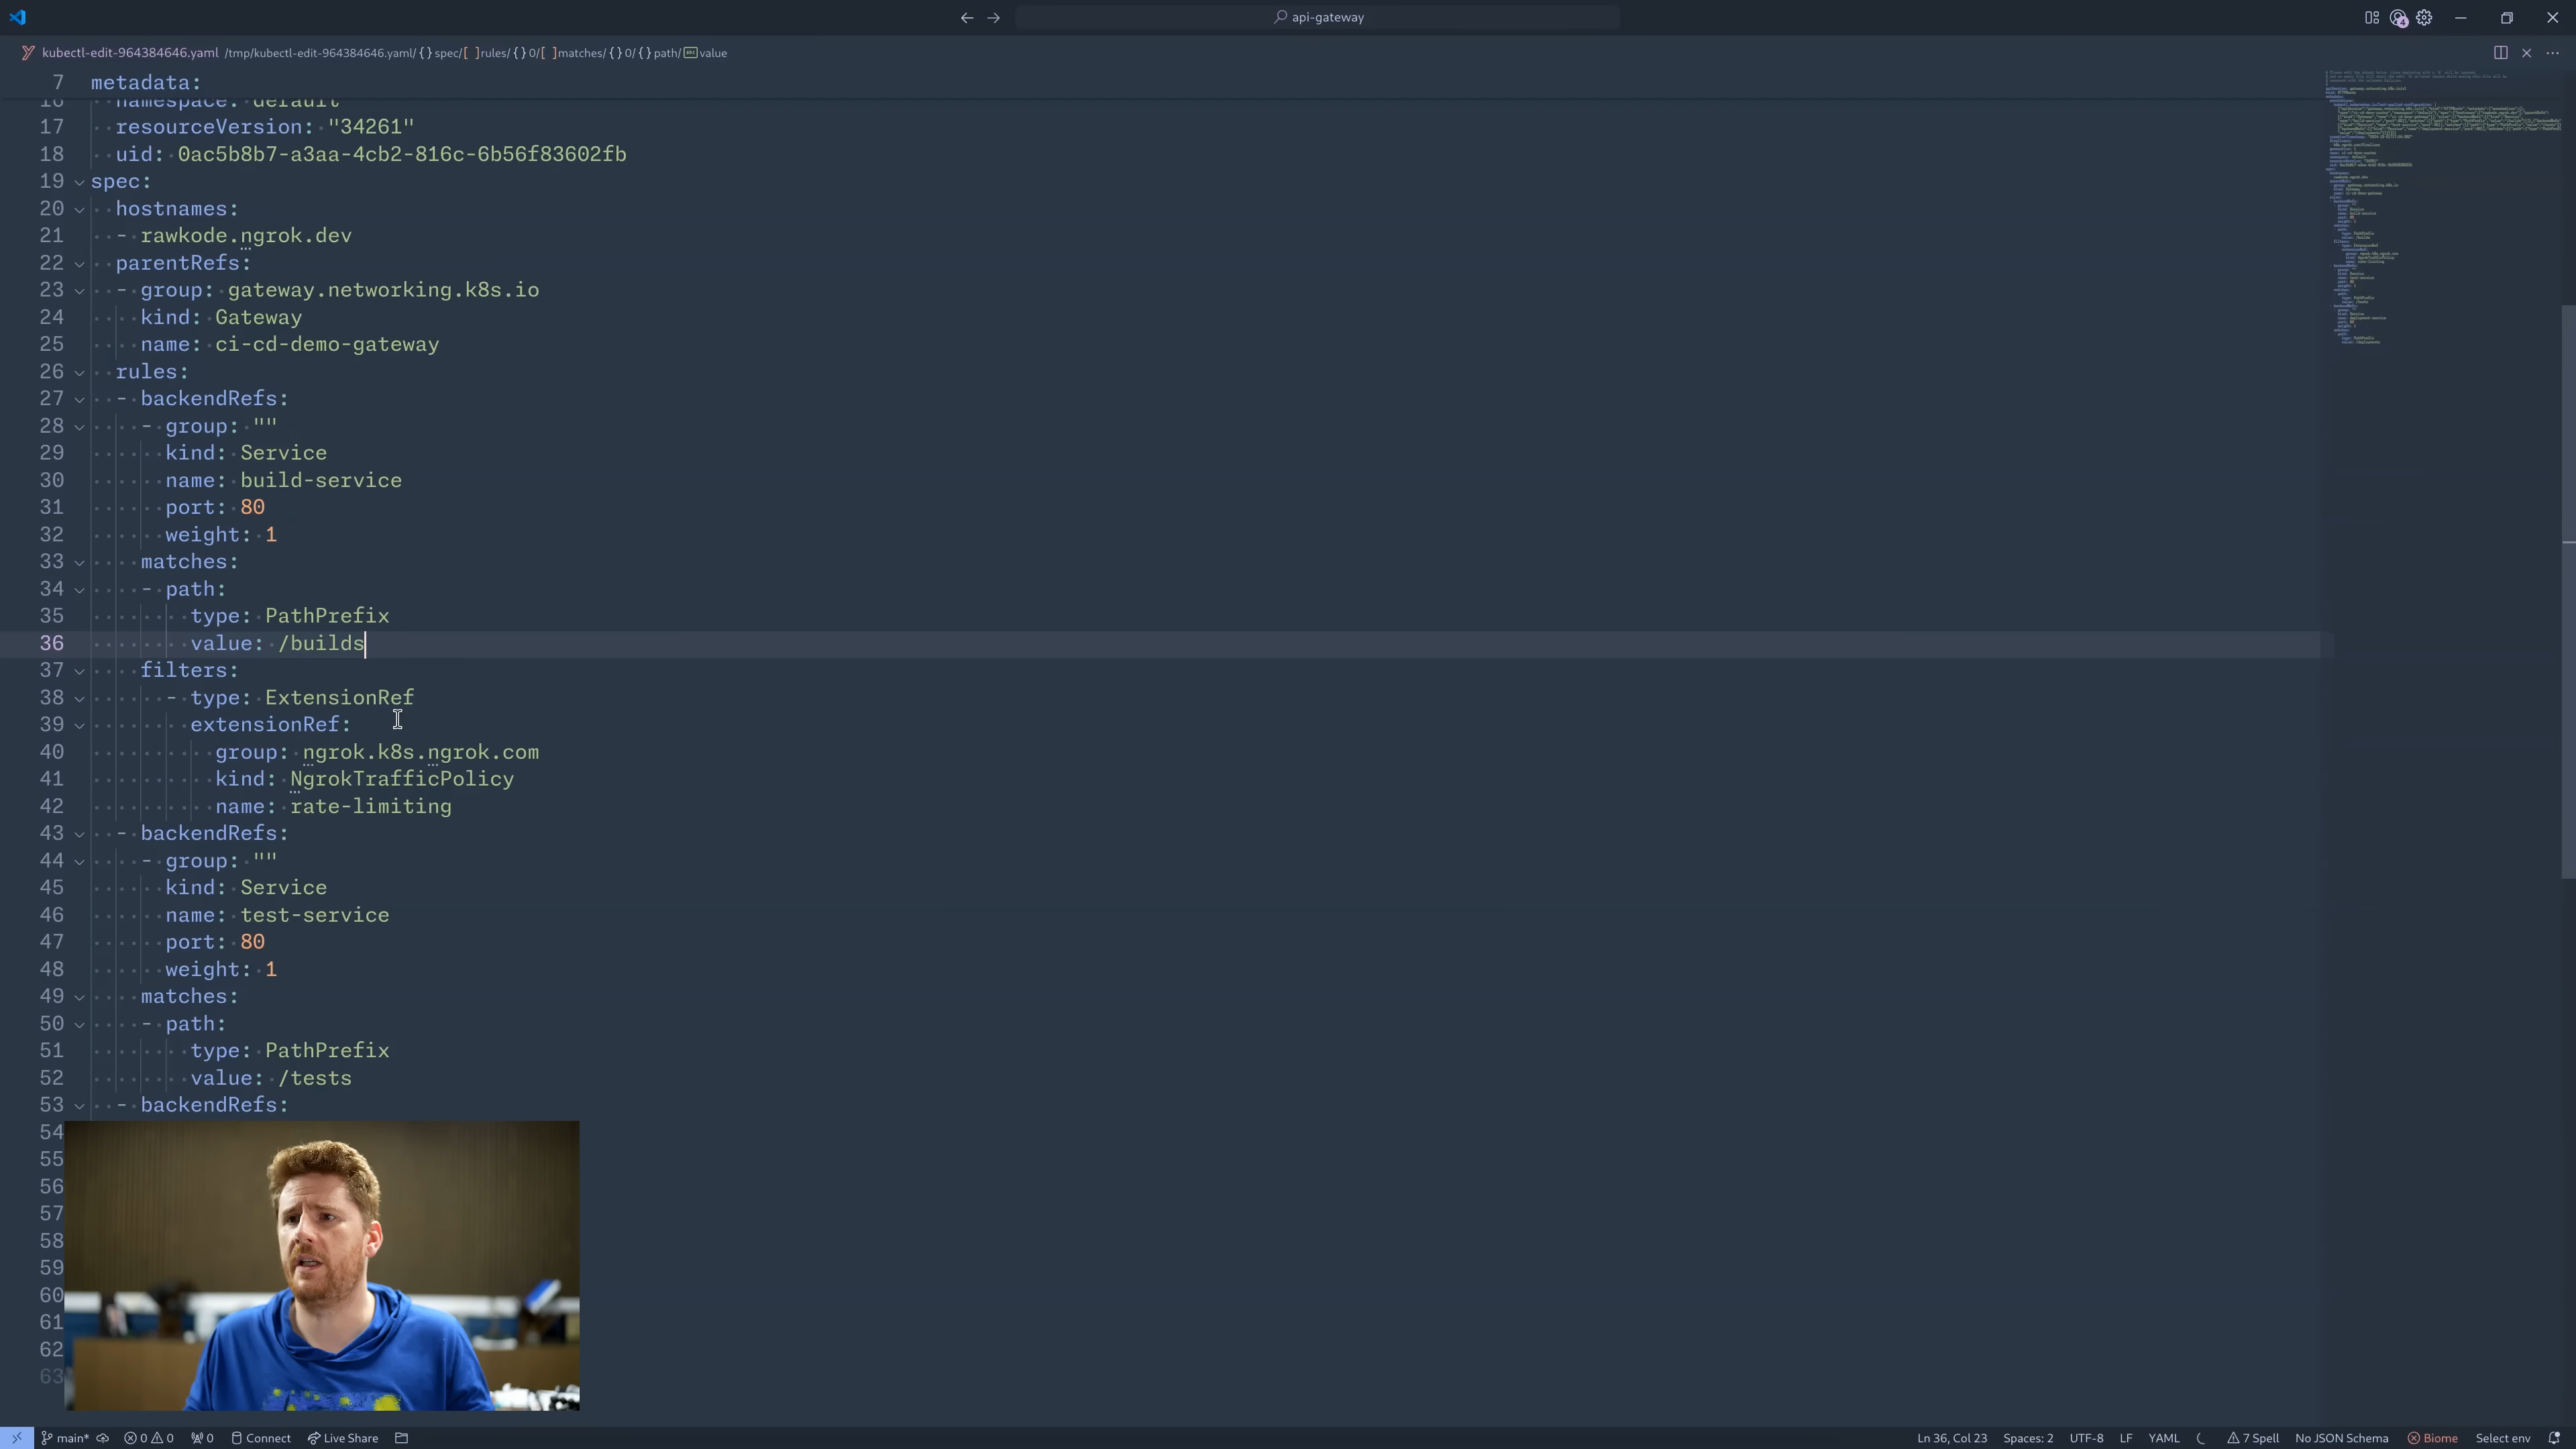 api-gateway
kubectl-edit-964384646.yaml /tmp/kubectl-edit-964384646.yaml/ {} spec/ [ ] rules/ {} 0/ [ ] matches/ {} 0/ {} path/ abc value
7 metadata:
16 namespace: default
17 resourceVersion: "34261"
18 uid: 0ac5b8b7-a3aa-4cb2-816c-6b56f83602fb
19 spec:
20 hostnames:
21 - rawkode.ngrok.dev
22 parentRefs:
23 - group: gateway.networking.k8s.io
24 kind: Gateway
25 name: ci-cd-demo-gateway
26 rules:
27 - backendRefs:
28 - group: ""
29 kind: Service
30 name: build-service
31 port: 80
32 weight: 1
33 matches:
34 - path:
35 type: PathPrefix
36 value: /builds
37 filters:
38 - type: ExtensionRef
39 extensionRef:
40 group: ngrok.k8s.ngrok.com
41 kind: NgrokTrafficPolicy
42 name: rate-limiting
43 - backendRefs:
44 - group: ""
45 kind: Service
46 name: test-service
47 port: 80
48 weight: 1
49 matches:
50 - path:
51 type: PathPrefix
52 value: /tests
53 - backendRefs:
54
55
56
57
58
59
60
61
62
63
main* 0 0 0 Connect Live Share Ln 36, Col 23 Spaces: 2 UTF-8 LF YAML 7 Spell No JSON Schema Biome Select env